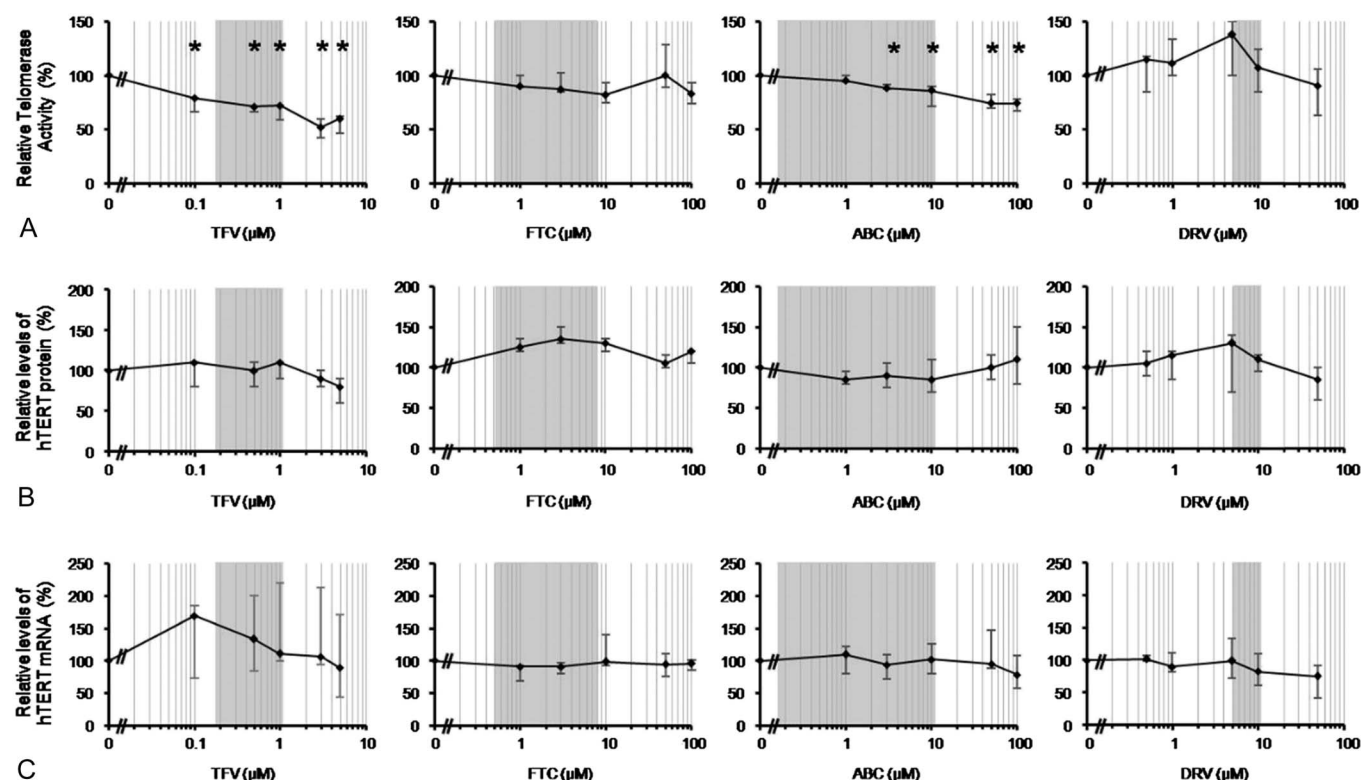 Relative Telomerase
Activity (%)
150
100
50
0
* * * * *
0 0.1 1 10
TFV (µM)
150
100
50
0
0 1 10 100
FTC (µM)
150
100
50
0
* * * *
0 1 10 100
ABC (µM)
150
100
50
0
0 1 10 100
DRV (µM)
A
Relative levels of
hTERT protein (%)
200
150
100
50
0
0 0.1 1 10
TFV (µM)
200
150
100
50
0
0 1 10 100
FTC (µM)
200
150
100
50
0
0 1 10 100
ABC (µM)
200
150
100
50
0
0 1 10 100
DRV (µM)
B
Relative levels of
hTERT mRNA (%)
250
200
150
100
50
0
0 0.1 1 10
TFV (µM)
250
200
150
100
50
0
0 1 10 100
FTC (µM)
250
200
150
100
50
0
0 1 10 100
ABC (µM)
250
200
150
100
50
0
0 1 10 100
DRV (µM)
C